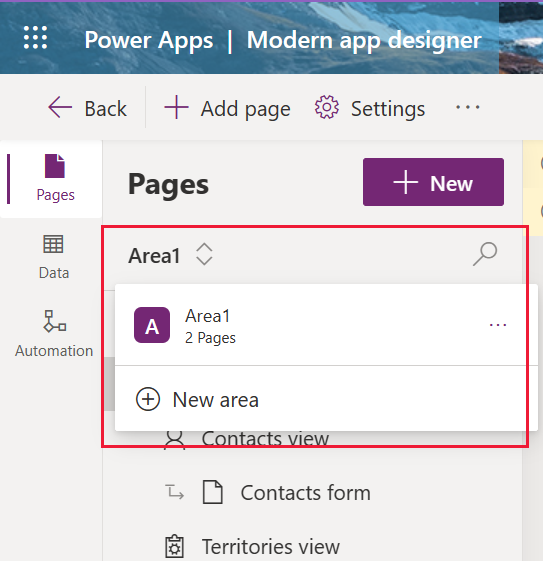 Power Apps | Modern app designer
Back
Add page
Settings
...
Pages
Pages
New
Area1
Data
A
Area1
2 Pages
...
Automation
New area
Contacts view
Contacts form
Territories view